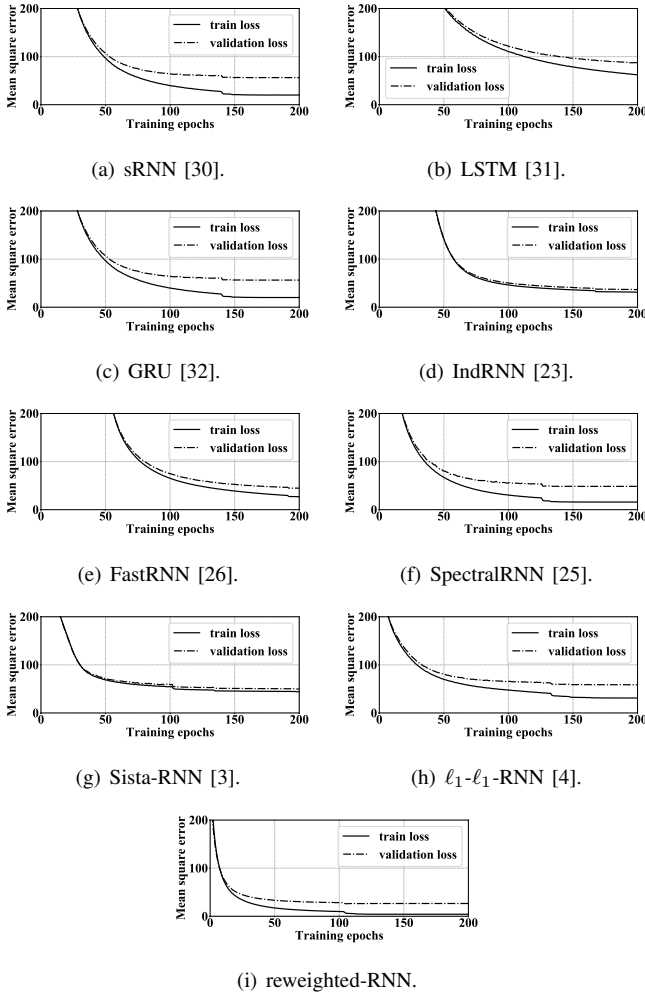 Mean square error
200
100
0
0 50 100 150 200
Training epochs
train loss
validation loss
(a) sRNN [30].
Mean square error
200
100
0
0 50 100 150 200
Training epochs
train loss
validation loss
(b) LSTM [31].
Mean square error
200
100
0
0 50 100 150 200
Training epochs
train loss
validation loss
(c) GRU [32].
Mean square error
200
100
0
0 50 100 150 200
Training epochs
train loss
validation loss
(d) IndRNN [23].
Mean square error
200
100
0
0 50 100 150 200
Training epochs
train loss
validation loss
(e) FastRNN [26].
Mean square error
200
100
0
0 50 100 150 200
Training epochs
train loss
validation loss
(f) SpectralRNN [25].
Mean square error
200
100
0
0 50 100 150 200
Training epochs
train loss
validation loss
(g) Sista-RNN [3].
Mean square error
200
100
0
0 50 100 150 200
Training epochs
train loss
validation loss
(h) ℓ₁-ℓ₁-RNN [4].
Mean square error
200
100
0
0 50 100 150 200
Training epochs
train loss
validation loss
(i) reweighted-RNN.